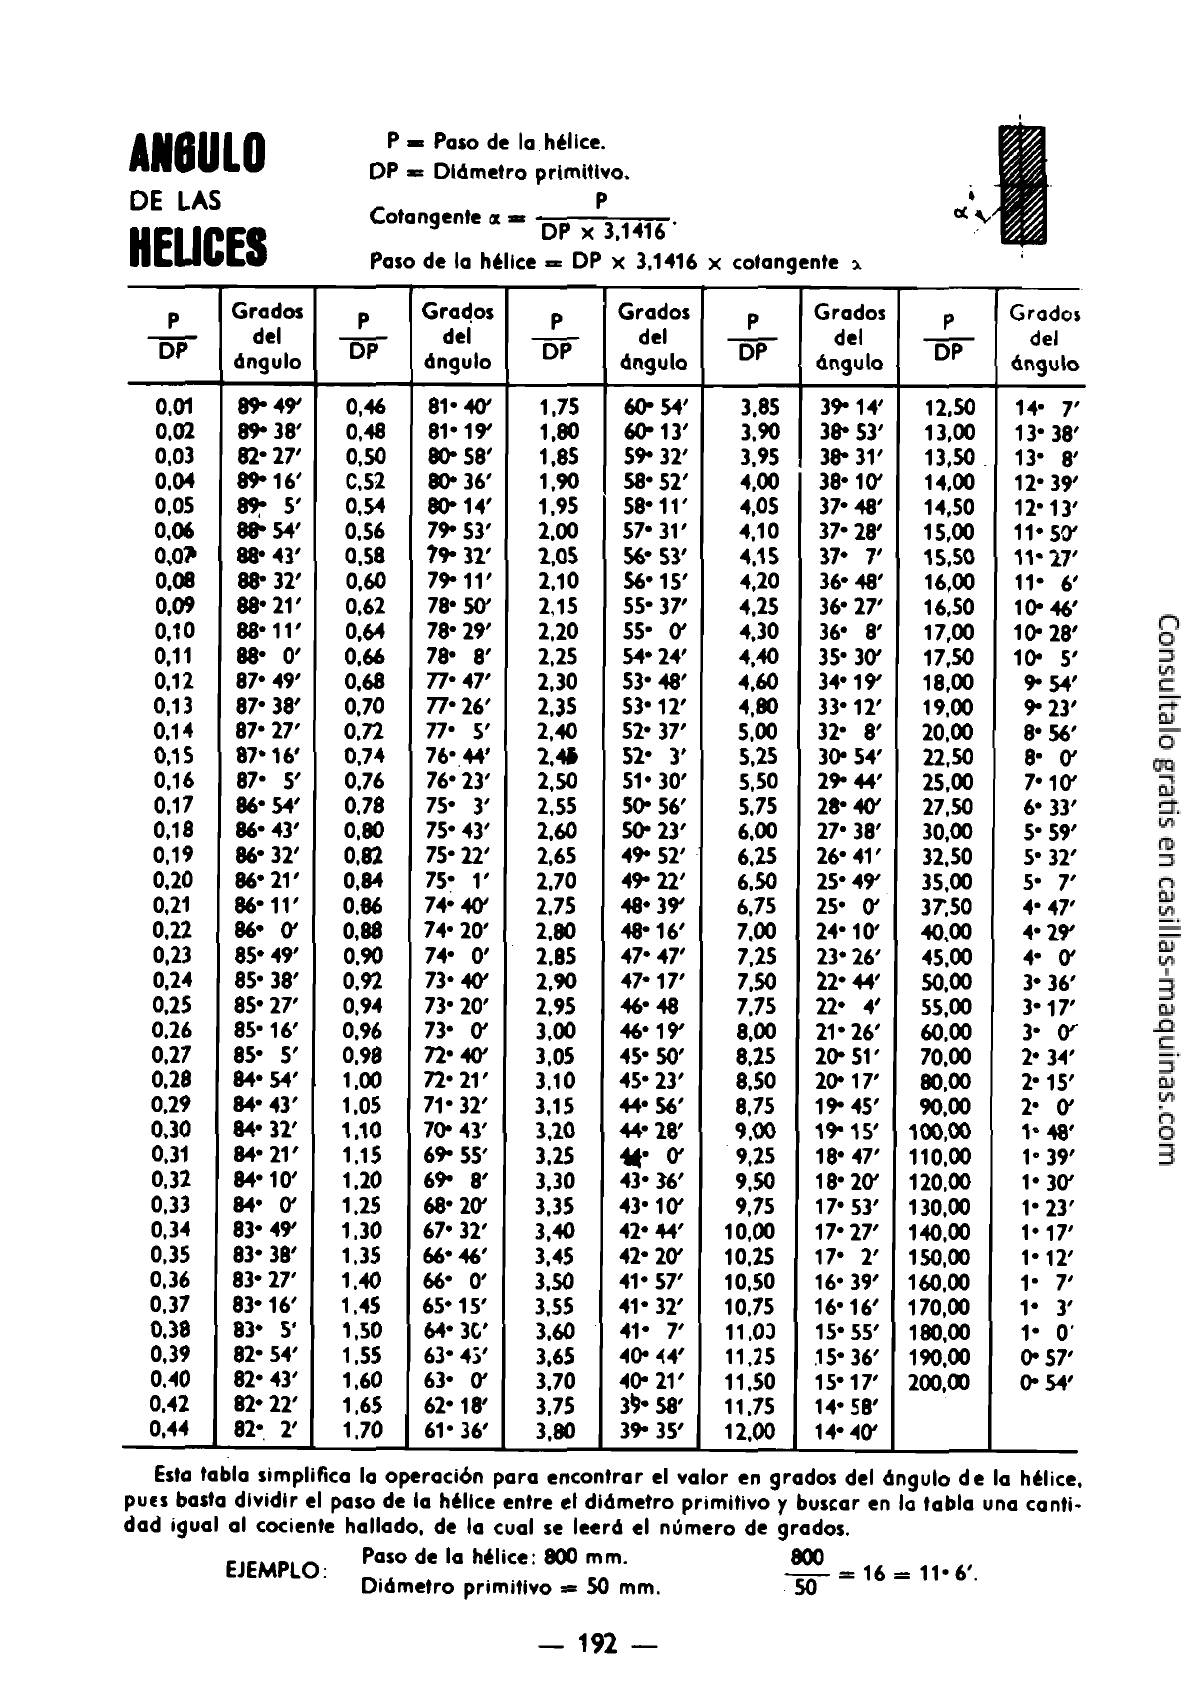 ANGULO
DE LAS
HELICES
P = Paso de la hélice.
DP = Diámetro primitivo.
Cotangente α = P / DP x 3,1416 .
Paso de la hélice = DP x 3,1416 x cotangente
α
P/DP | Grados del ángulo | P/DP | Grados del ángulo | P/DP | Grados del ángulo | P/DP | Grados del ángulo | P/DP | Grados del ángulo
0,01 89° 49′ 0,46 81° 40′ 1,75 60° 54′ 3,85 39° 14′ 12,50 14° 7′
0,02 89° 38′ 0,48 81° 19′ 1,80 60° 13′ 3,90 38° 53′ 13,00 13° 38′
0,03 82° 27′ 0,50 80° 58′ 1,85 59° 32′ 3,95 38° 31′ 13,50 13° 8′
0,04 89° 16′ 0,52 80° 36′ 1,90 58° 52′ 4,00 38° 10′ 14,00 12° 39′
0,05 89° 5′ 0,54 80° 14′ 1,95 58° 11′ 4,05 37° 48′ 14,50 12° 13′
0,06 88° 54′ 0,56 79° 53′ 2,00 57° 31′ 4,10 37° 28′ 15,00 11° 50′
0,07 88° 43′ 0,58 79° 32′ 2,05 56° 53′ 4,15 37° 7′ 15,50 11° 27′
0,08 88° 32′ 0,60 79° 11′ 2,10 56° 15′ 4,20 36° 48′ 16,00 11° 6′
0,09 88° 21′ 0,62 78° 50′ 2,15 55° 37′ 4,25 36° 27′ 16,50 10° 46′
0,10 88° 11′ 0,64 78° 29′ 2,20 55° 0′ 4,30 36° 8′ 17,00 10° 28′
0,11 88° 0′ 0,66 78° 8′ 2,25 54° 24′ 4,40 35° 30′ 17,50 10° 5′
0,12 87° 49′ 0,68 77° 47′ 2,30 53° 48′ 4,60 34° 19′ 18,00 9° 54′
0,13 87° 38′ 0,70 77° 26′ 2,35 53° 12′ 4,80 33° 12′ 19,00 9° 23′
0,14 87° 27′ 0,72 77° 5′ 2,40 52° 37′ 5,00 32° 8′ 20,00 8° 56′
0,15 87° 16′ 0,74 76° 44′ 2,45 52° 3′ 5,25 30° 54′ 22,50 8° 0′
0,16 87° 5′ 0,76 76° 23′ 2,50 51° 30′ 5,50 29° 44′ 25,00 7° 10′
0,17 86° 54′ 0,78 75° 3′ 2,55 50° 56′ 5,75 28° 40′ 27,50 6° 33′
0,18 86° 43′ 0,80 75° 43′ 2,60 50° 23′ 6,00 27° 38′ 30,00 5° 59′
0,19 86° 32′ 0,82 75° 22′ 2,65 49° 52′ 6,25 26° 41′ 32,50 5° 32′
0,20 86° 21′ 0,84 75° 1′ 2,70 49° 22′ 6,50 25° 49′ 35,00 5° 7′
0,21 86° 11′ 0,86 74° 40′ 2,75 48° 39′ 6,75 25° 0′ 37,50 4° 47′
0,22 86° 0′ 0,88 74° 20′ 2,80 48° 16′ 7,00 24° 10′ 40,00 4° 29′
0,23 85° 49′ 0,90 74° 0′ 2,85 47° 47′ 7,25 23° 26′ 45,00 4° 0′
0,24 85° 38′ 0,92 73° 40′ 2,90 47° 17′ 7,50 22° 44′ 50,00 3° 36′
0,25 85° 27′ 0,94 73° 20′ 2,95 46° 48 7,75 22° 4′ 55,00 3° 17′
0,26 85° 16′ 0,96 73° 0′ 3,00 46° 19′ 8,00 21° 26′ 60,00 3° 0′
0,27 85° 5′ 0,98 72° 40′ 3,05 45° 50′ 8,25 20° 51′ 70,00 2° 34′
0,28 84° 54′ 1,00 72° 21′ 3,10 45° 23′ 8,50 20° 17′ 80,00 2° 15′
0,29 84° 43′ 1,05 71° 32′ 3,15 44° 56′ 8,75 19° 45′ 90,00 2° 0′
0,30 84° 32′ 1,10 70° 43′ 3,20 44° 28′ 9,00 19° 15′ 100,00 1° 48′
0,31 84° 21′ 1,15 69° 55′ 3,25 44° 0′ 9,25 18° 47′ 110,00 1° 39′
0,32 84° 10′ 1,20 69° 8′ 3,30 43° 36′ 9,50 18° 20′ 120,00 1° 30′
0,33 84° 0′ 1,25 68° 20′ 3,35 43° 10′ 9,75 17° 53′ 130,00 1° 23′
0,34 83° 49′ 1,30 67° 32′ 3,40 42° 44′ 10,00 17° 27′ 140,00 1° 17′
0,35 83° 38′ 1,35 66° 46′ 3,45 42° 20′ 10,25 17° 2′ 150,00 1° 12′
0,36 83° 27′ 1,40 66° 0′ 3,50 41° 57′ 10,50 16° 39′ 160,00 1° 7′
0,37 83° 16′ 1,45 65° 15′ 3,55 41° 32′ 10,75 16° 16′ 170,00 1° 3′
0,38 83° 5′ 1,50 64° 30′ 3,60 41° 7′ 11,00 15° 55′ 180,00 1° 0′
0,39 82° 54′ 1,55 63° 45′ 3,65 40° 44′ 11,25 15° 36′ 190,00 0° 57′
0,40 82° 43′ 1,60 63° 0′ 3,70 40° 21′ 11,50 15° 17′ 200,00 0° 54′
0,42 82° 22′ 1,65 62° 18′ 3,75 39° 58′ 11,75 14° 58′
0,44 82° 2′ 1,70 61° 36′ 3,80 39° 35′ 12,00 14° 40′
Esta tabla simplifica la operación para encontrar el valor en grados del ángulo de la hélice,
pues basta dividir el paso de la hélice entre el diámetro primitivo y buscar en la tabla una canti-
dad igual al cociente hallado, de la cual se leerá el número de grados.
EJEMPLO:
Paso de la hélice: 800 mm.
Diámetro primitivo = 50 mm.
800 / 50 = 16 = 11° 6′.
— 192 —
Consultalo gratis en casillas-maquinas.com